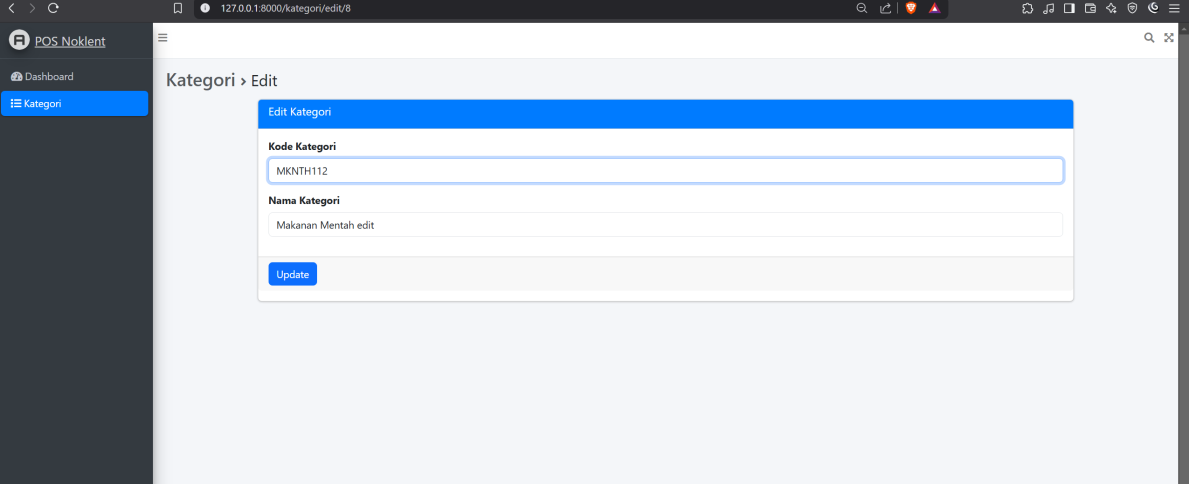 127.0.0.1:8000/kategori/edit/8
POS Noklent
Dashboard
Kategori
Kategori › Edit
Edit Kategori
Kode Kategori
MKNTH112
Nama Kategori
Makanan Mentah edit
Update